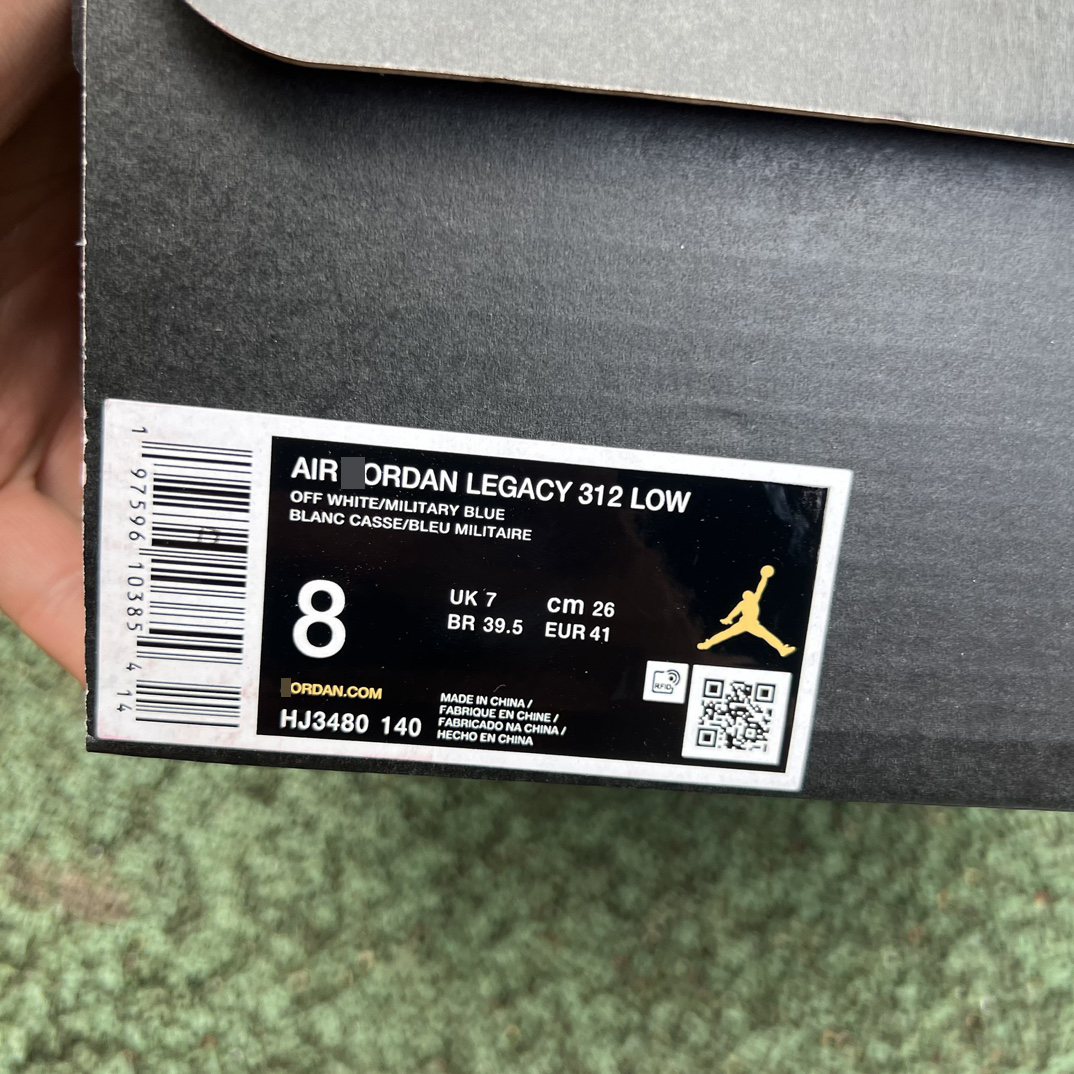 AIR ORDAN LEGACY 312 LOW
OFF WHITE/MILITARY BLUE
BLANC CASSE/BLEU MILITAIRE
8
UK 7 cm 26
BR 39.5 EUR 41
ORDAN.COM
HJ3480 140
MADE IN CHINA /
FABRIQUE EN CHINE /
FABRICADO NA CHINA /
HECHO EN CHINA
RFID
1 97596 10385 4 14